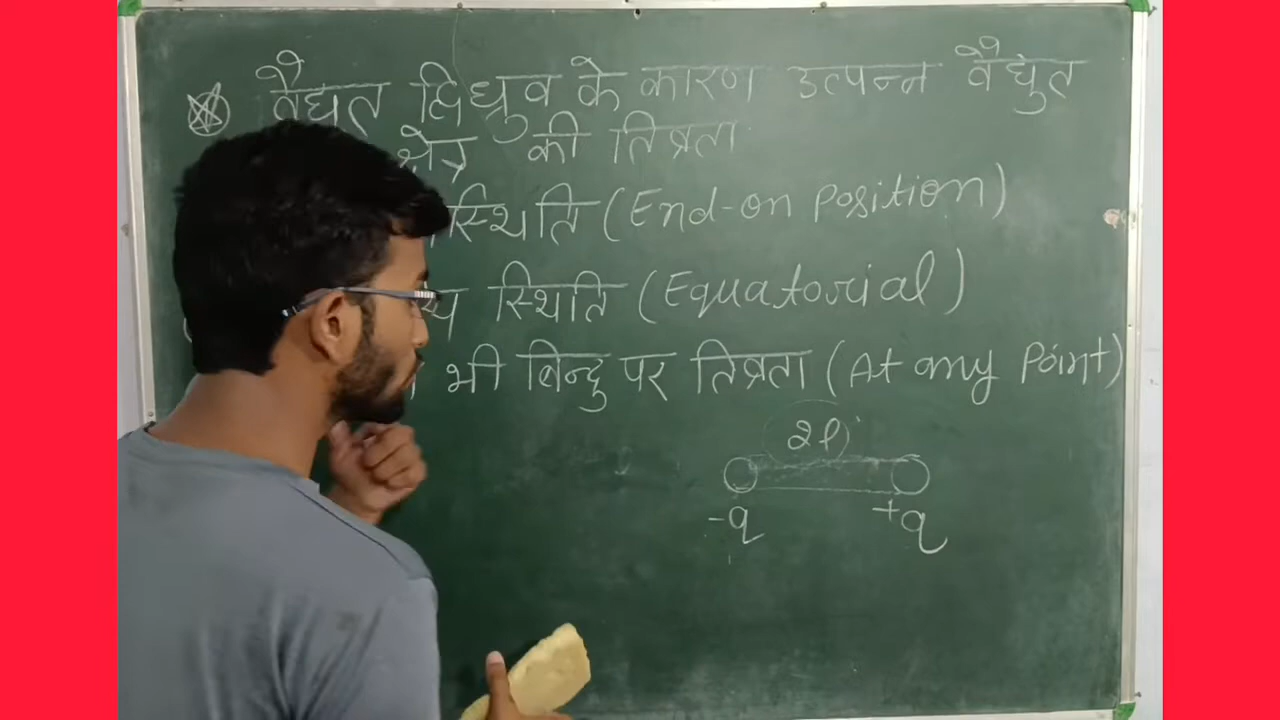 वैद्युत द्विध्रुव के कारण उत्पन्न वैद्युत
क्षेत्र की तिव्रता
स्थिति (End-on Position)
स्थिति (Equatorial)
भी बिन्दु पर तिव्रता (At any Point)
2l
-q +q